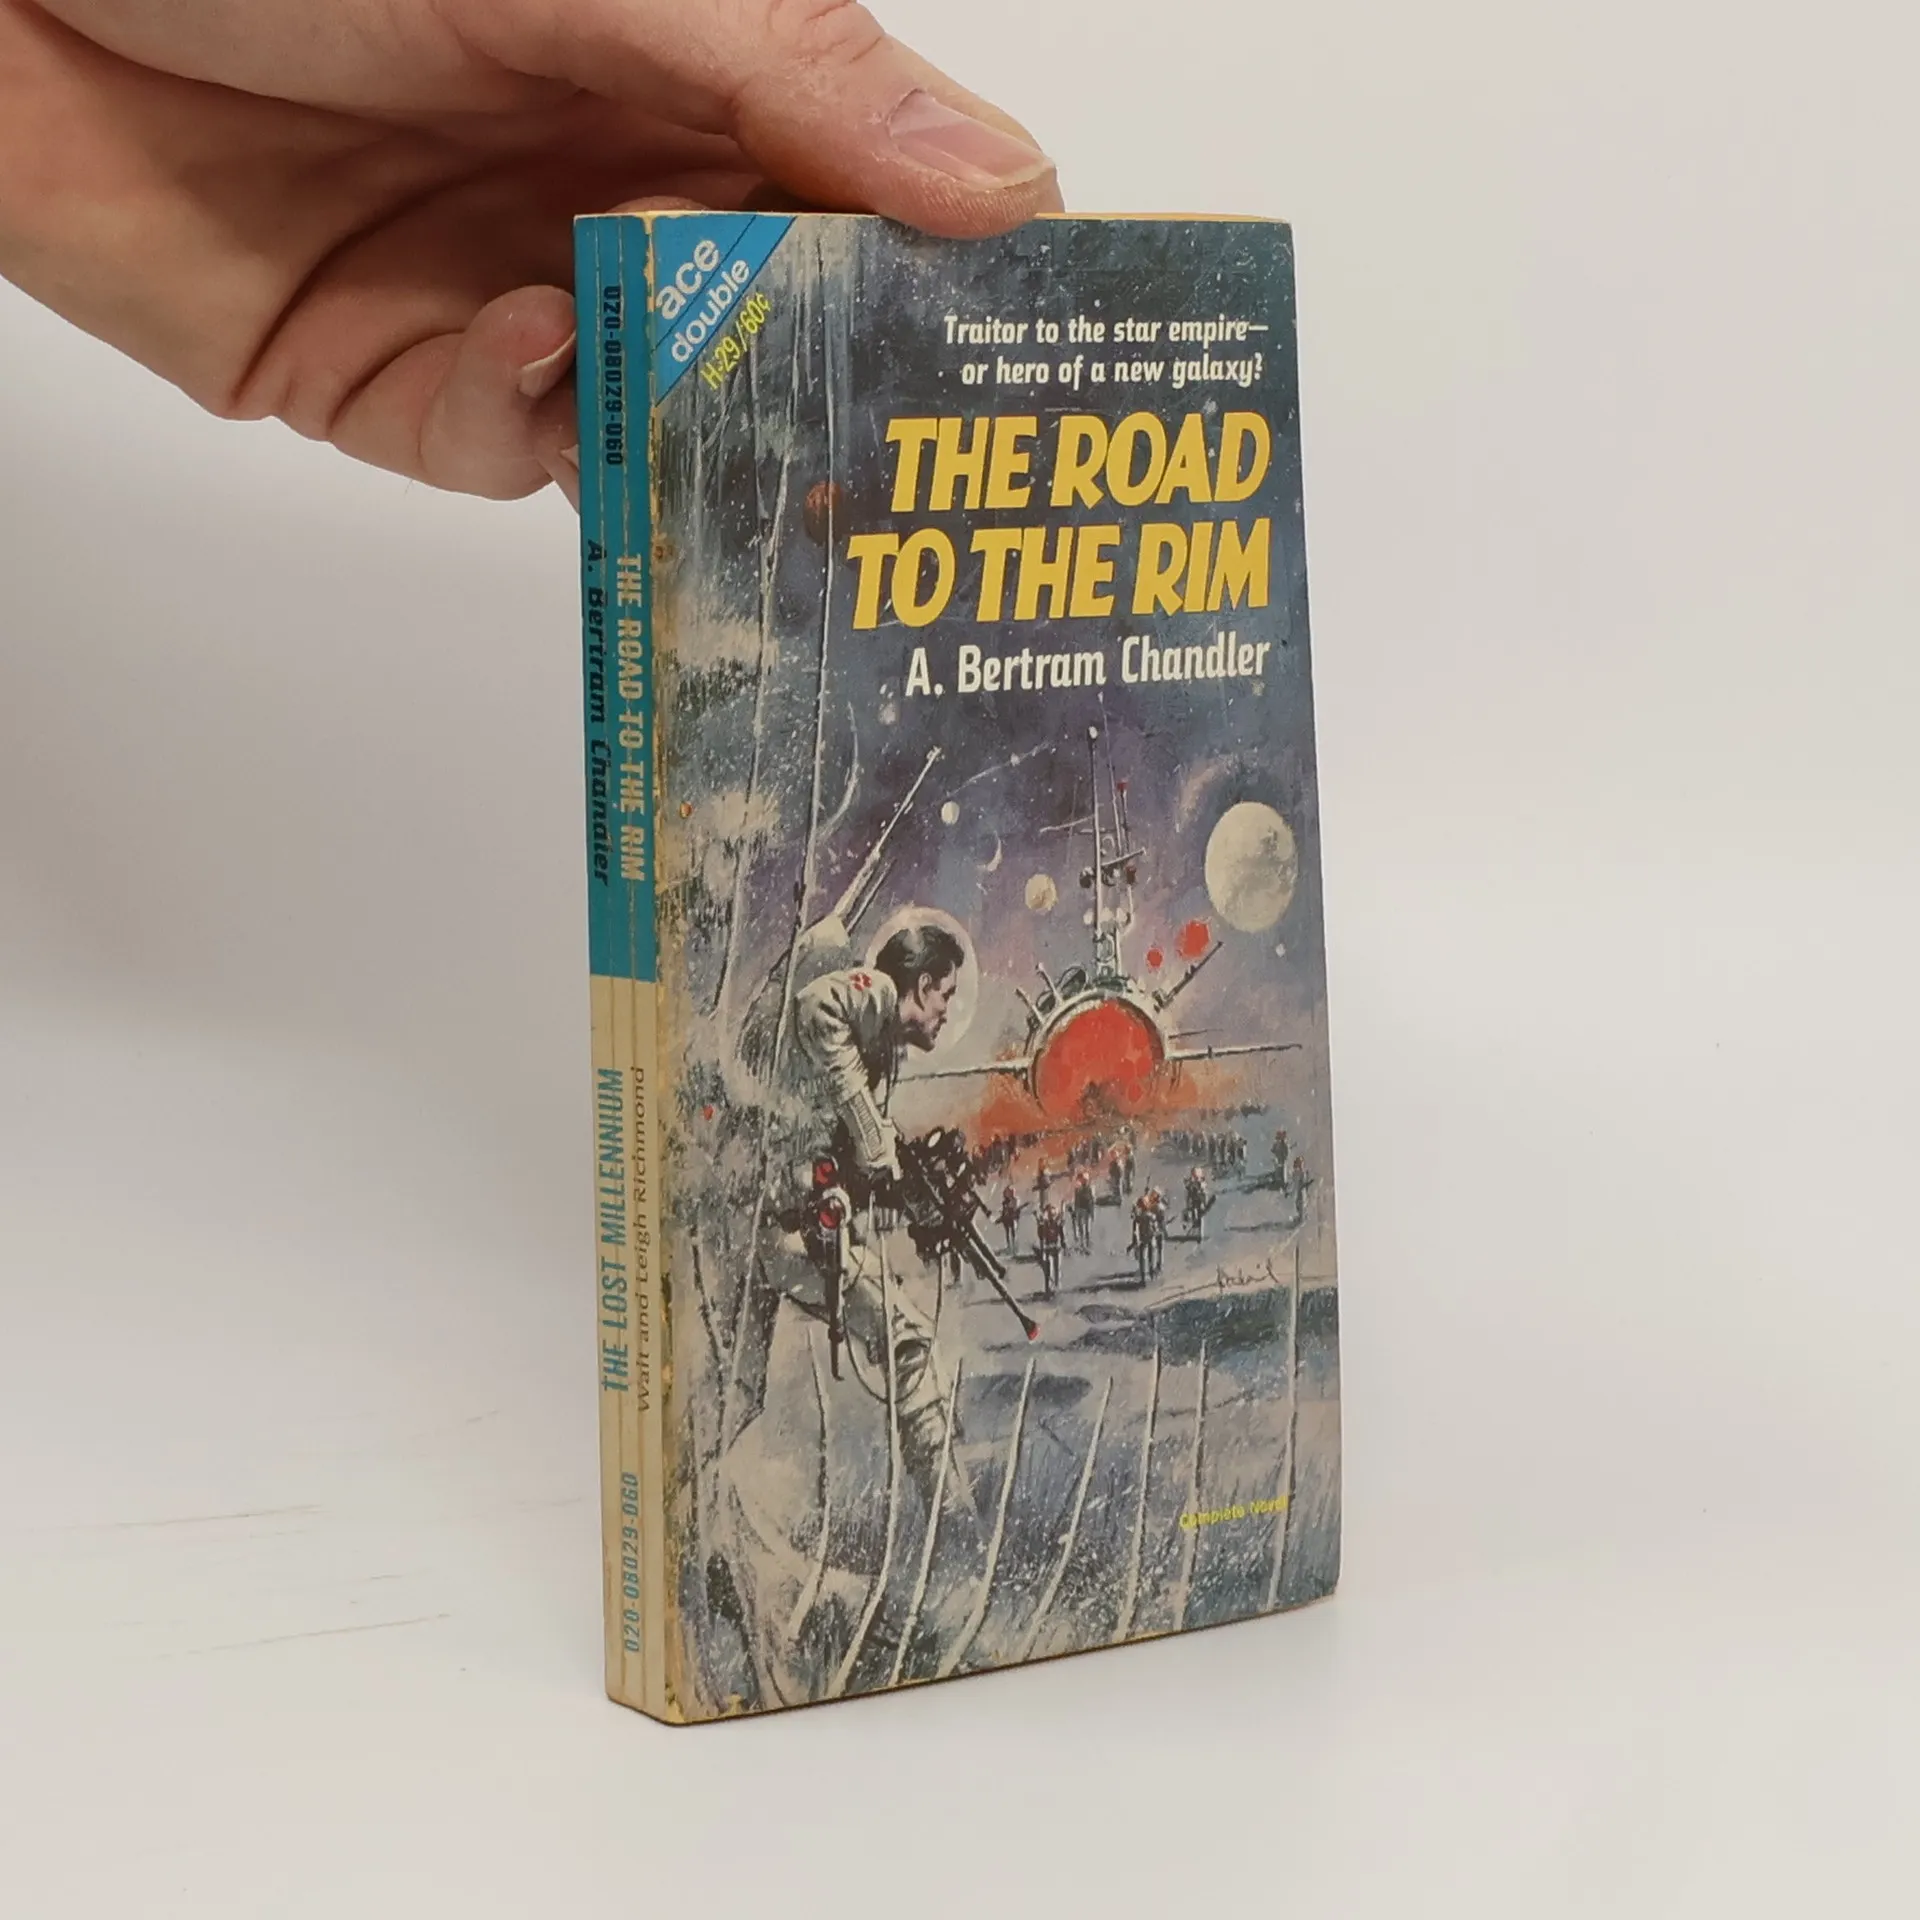 ace
double
H-29/60¢
Traitor to the star empire—
or hero of a new galaxy?
THE ROAD
TO THE RIM
A. Bertram Chandler
Complete Novel
020-08029-060
THE ROAD TO THE RIM
A. Bertram Chandler
THE LOST MILLENNIUM
Walt and Leigh Richmond
020-08029-060